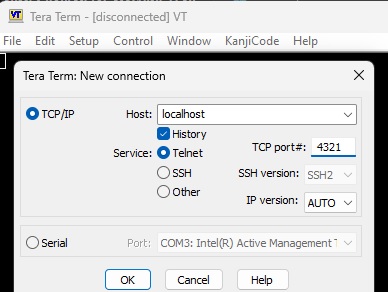 VT Tera Term - [disconnected] VT
File Edit Setup Control Window KanjiCode Help
Tera Term: New connection
TCP/IP Host: localhost
History
Service: Telnet TCP port#: 4321
SSH SSH version: SSH2
Other IP version: AUTO
Serial Port: COM3: Intel(R) Active Management
OK Cancel Help